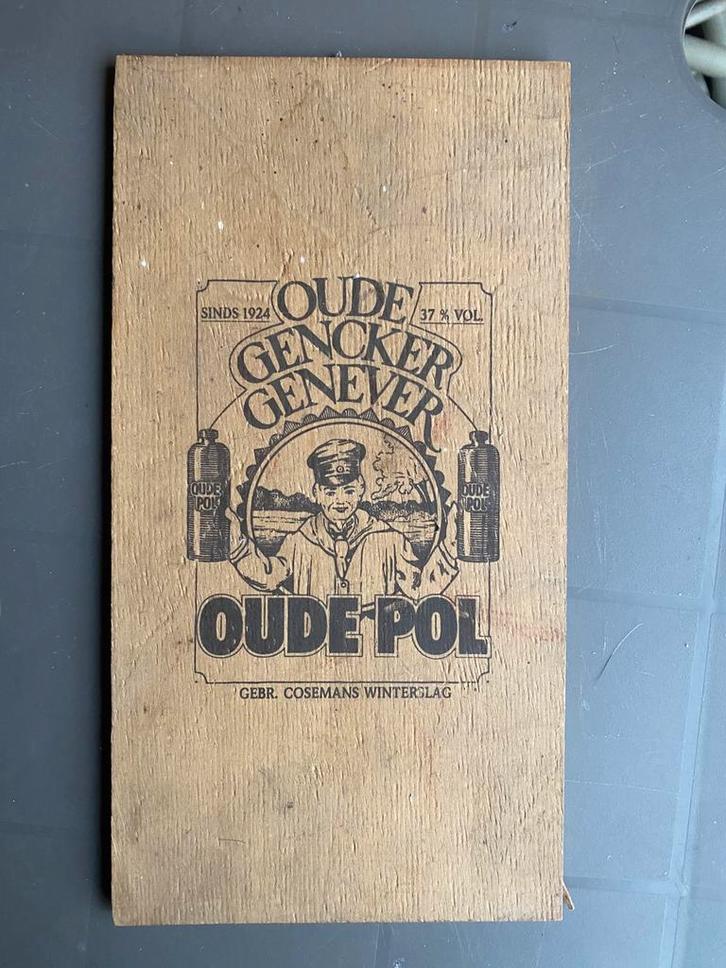 SINDS 1924
OUDE
37 % VOL.
GENCKER
GENEVER
OUDE
POL
OUDE
POL
OUDE POL
GEBR. COSEMANS WINTERSLAG